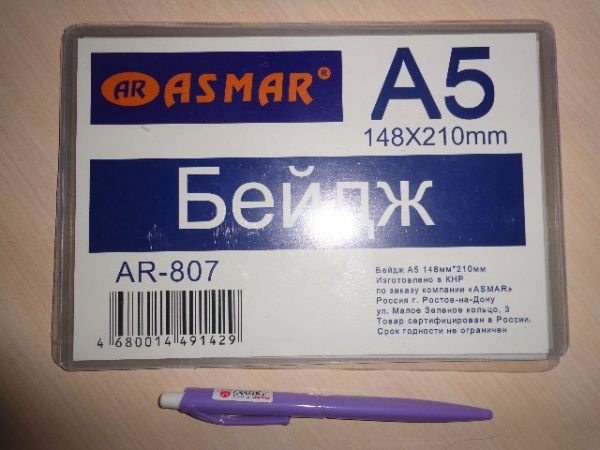 AR ASMAR®
A5
148X210mm
Бейдж
AR-807
4 680014 491429
Бейдж А5 148мм*210мм
Изготовлено в КНР
по заказу компании «ASMAR»
Россия г. Ростов-на-Дону
ул. Малое Зеленое кольцо, 3
Товар сертифицирован в России.
Срок годности не ограничен